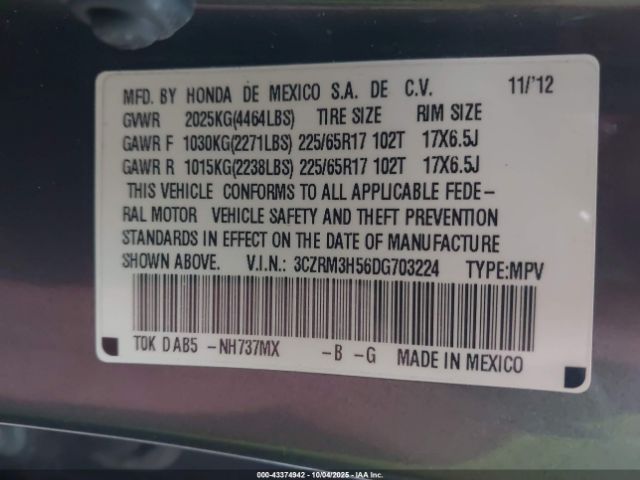 MFD. BY HONDA DE MEXICO S.A. DE C.V. 11/'12
GVWR 2025KG(4464LBS) TIRE SIZE RIM SIZE
GAWR F 1030KG(2271LBS) 225/65R17 102T 17X6.5J
GAWR R 1015KG(2238LBS) 225/65R17 102T 17X6.5J
THIS VEHICLE CONFORMS TO ALL APPLICABLE FEDE-
RAL MOTOR VEHICLE SAFETY AND THEFT PREVENTION
STANDARDS IN EFFECT ON THE DATE OF MANUFACTURE
SHOWN ABOVE. V.I.N.: 3CZRM3H56DG703224 TYPE:MPV
T0K D AB5 -NH737MX -B -G MADE IN MEXICO
000-43374942 - 10/04/2025 - IAAI.COM